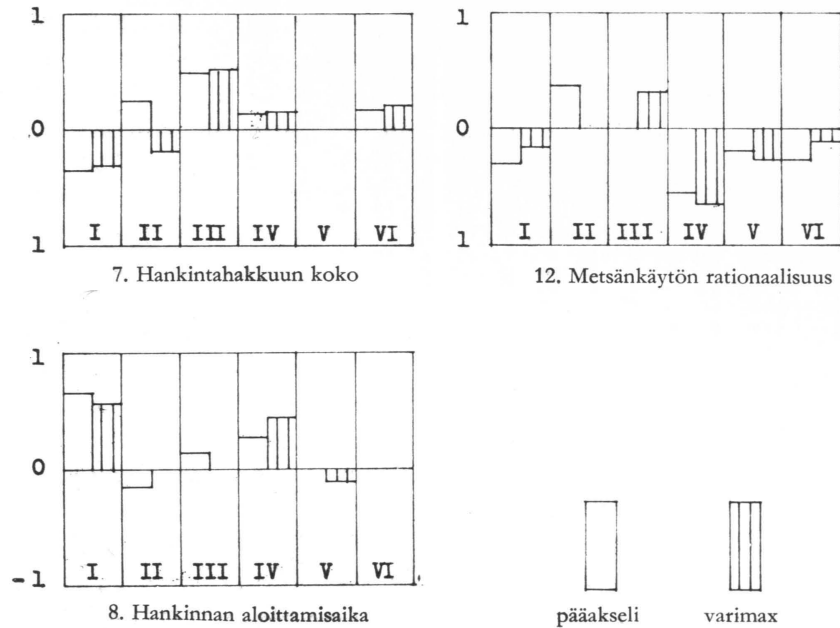 1
0
1
I II III IV V VI
7. Hankintahakkuun koko
1
0
1
I II III IV V VI
12. Metsänkäytön rationaalisuus
1
0
-1
I II III IV V VI
8. Hankinnan aloittamisaika
pääakseli varimax